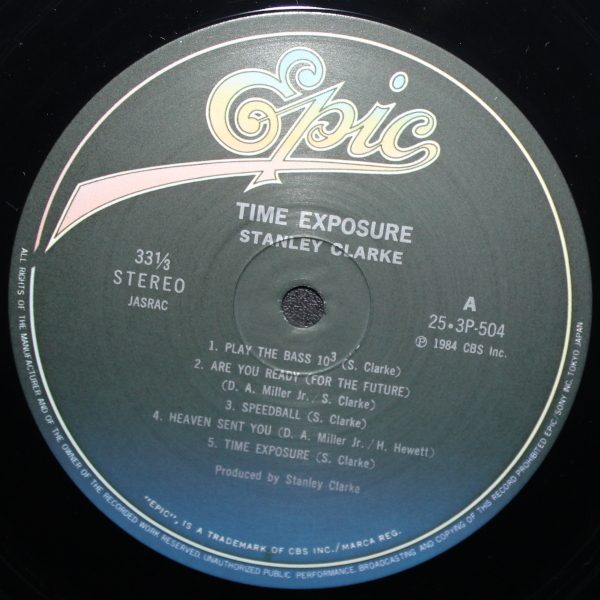 Epic
TIME EXPOSURE
STANLEY CLARKE
33⅓
STEREO
JASRAC
A
25•3P-504
Ⓟ 1984 CBS Inc.
1. PLAY THE BASS 10³ (S. Clarke)
2. ARE YOU READY (FOR THE FUTURE)
(D. A. Miller Jr./S. Clarke)
3. SPEEDBALL (S. Clarke)
4. HEAVEN SENT YOU (D. A. Miller Jr./H. Hewett)
5. TIME EXPOSURE (S. Clarke)
Produced by Stanley Clarke
"EPIC", IS A TRADEMARK OF CBS INC./MARCA REG.
ALL RIGHTS OF THE MANUFACTURER AND OF THE OWNER OF THE RECORDED WORK RESERVED. UNAUTHORIZED PUBLIC PERFORMANCE, BROADCASTING AND COPYING OF THIS RECORD PROHIBITED EPIC SONY INC. TOKYO JAPAN